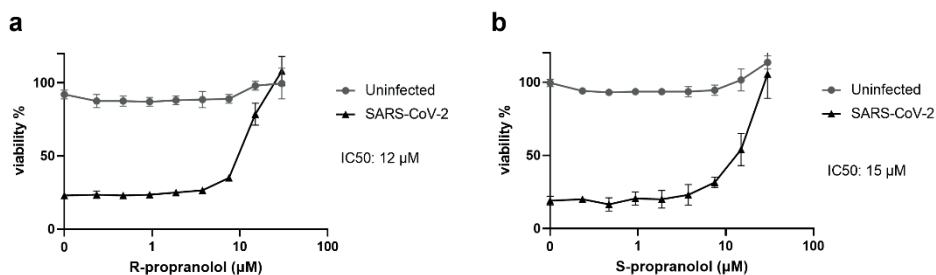 a
viability %
100
50
0
0
1
10
100
R-propranolol (µM)
Uninfected
SARS-CoV-2
IC50: 12 µM
b
viability %
100
50
0
0
1
10
100
S-propranolol (µM)
Uninfected
SARS-CoV-2
IC50: 15 µM